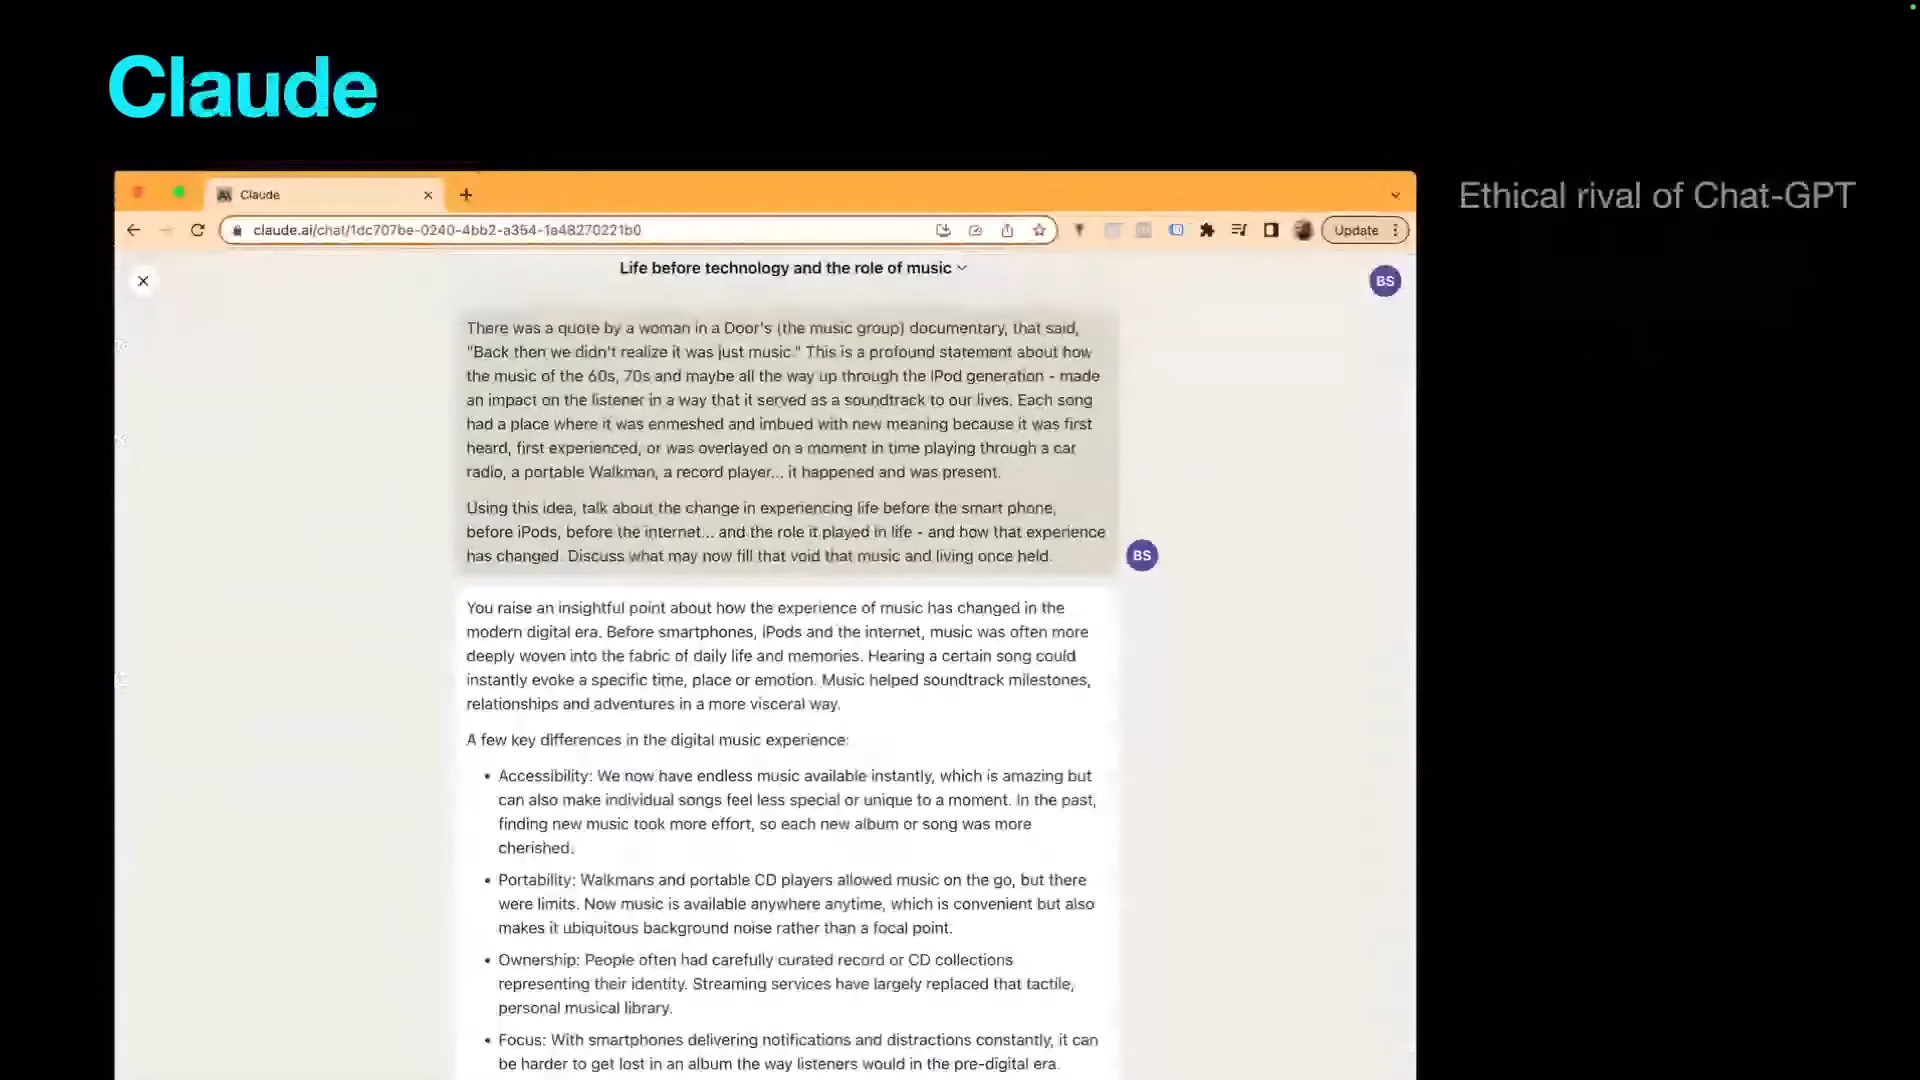 Claude
Ethical rival of Chat-GPT
Claude
claude.ai/chat/1dc707be-0240-4bb2-a354-1a48270221b0
Update
Life before technology and the role of music
BS
There was a quote by a woman in a Door's (the music group) documentary, that said,
"Back then we didn't realize it was just music." This is a profound statement about how
the music of the 60s, 70s and maybe all the way up through the iPod generation - made
an impact on the listener in a way that it served as a soundtrack to our lives. Each song
had a place where it was enmeshed and imbued with new meaning because it was first
heard, first experienced, or was overlayed on a moment in time playing through a car
radio, a portable Walkman, a record player... it happened and was present.
Using this idea, talk about the change in experiencing life before the smart phone,
before iPods, before the internet... and the role it played in life - and how that experience
has changed. Discuss what may now fill that void that music and living once held.
BS
You raise an insightful point about how the experience of music has changed in the
modern digital era. Before smartphones, iPods and the internet, music was often more
deeply woven into the fabric of daily life and memories. Hearing a certain song could
instantly evoke a specific time, place or emotion. Music helped soundtrack milestones,
relationships and adventures in a more visceral way.
A few key differences in the digital music experience:
• Accessibility: We now have endless music available instantly, which is amazing but
can also make individual songs feel less special or unique to a moment. In the past,
finding new music took more effort, so each new album or song was more
cherished.
• Portability: Walkmans and portable CD players allowed music on the go, but there
were limits. Now music is available anywhere anytime, which is convenient but also
makes it ubiquitous background noise rather than a focal point.
• Ownership: People often had carefully curated record or CD collections
representing their identity. Streaming services have largely replaced that tactile,
personal musical library.
• Focus: With smartphones delivering notifications and distractions constantly, it can
be harder to get lost in an album the way listeners would in the pre-digital era.